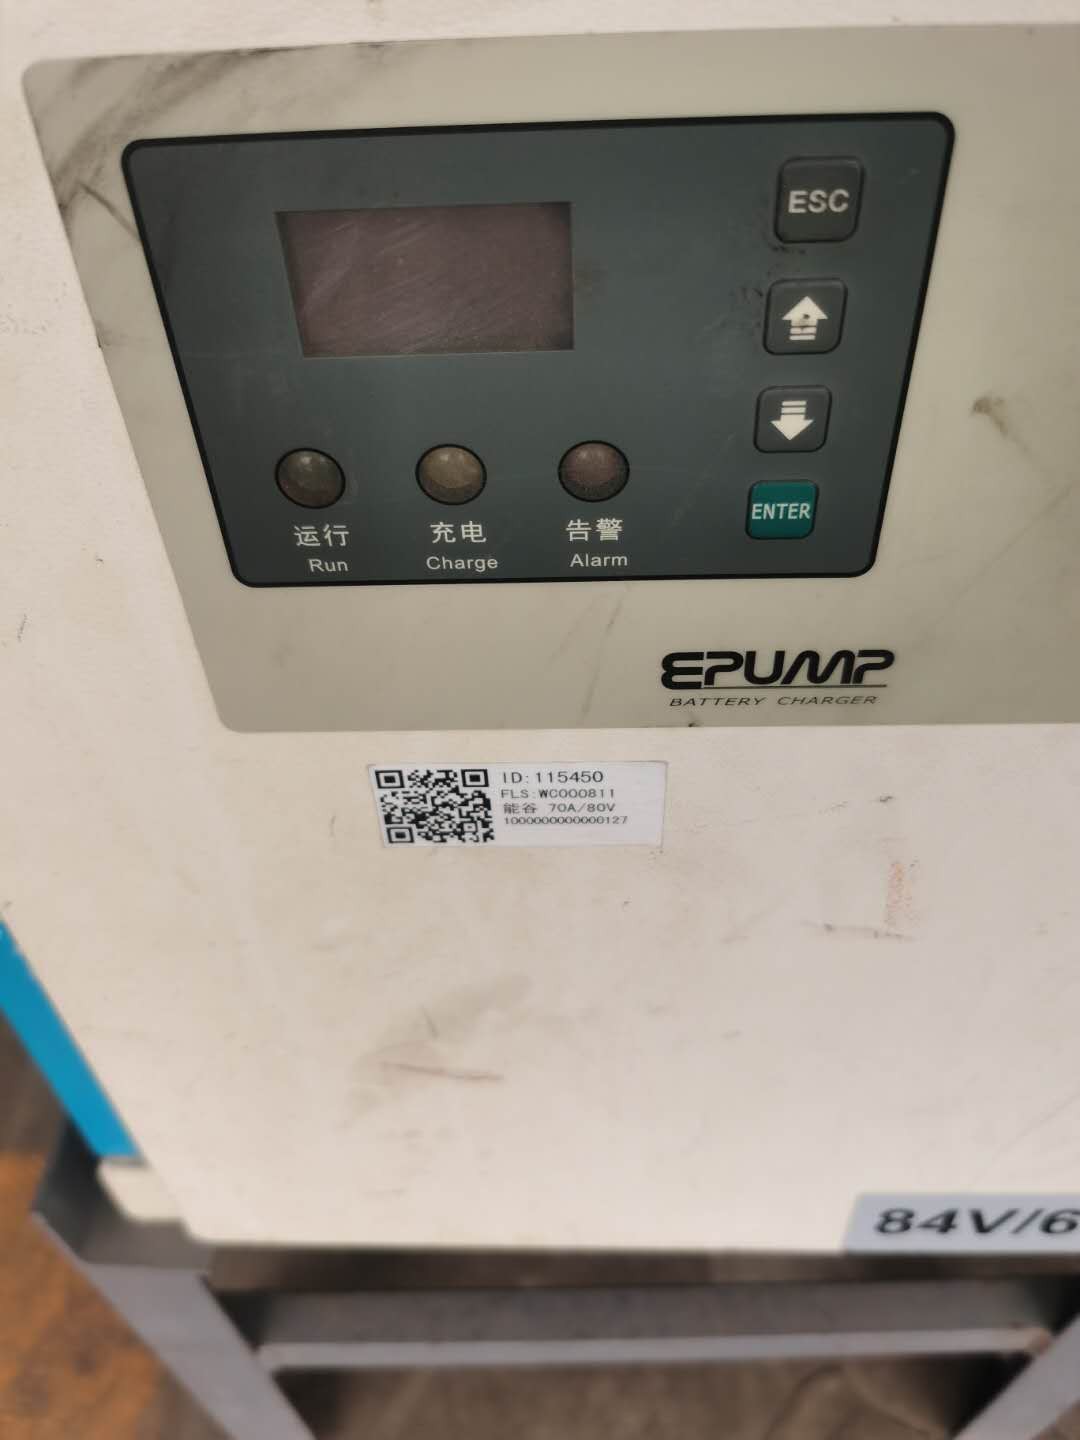 ESC
ENTER
运行
Run
充电
Charge
告警
Alarm
EPUMP
BATTERY CHARGER
ID:115450
FLS:WC000811
能谷 70A/80V
1000000000000127
84V/6